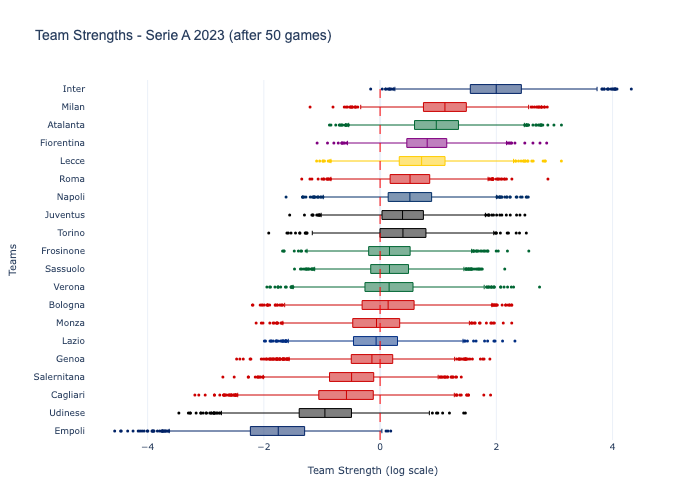 Team Strengths - Serie A 2023 (after 50 games)
Inter
Milan
Atalanta
Fiorentina
Lecce
Roma
Napoli
Juventus
Torino
Frosinone
Sassuolo
Verona
Bologna
Monza
Lazio
Genoa
Salernitana
Cagliari
Udinese
Empoli
Teams
−4 −2 0 2 4
Team Strength (log scale)